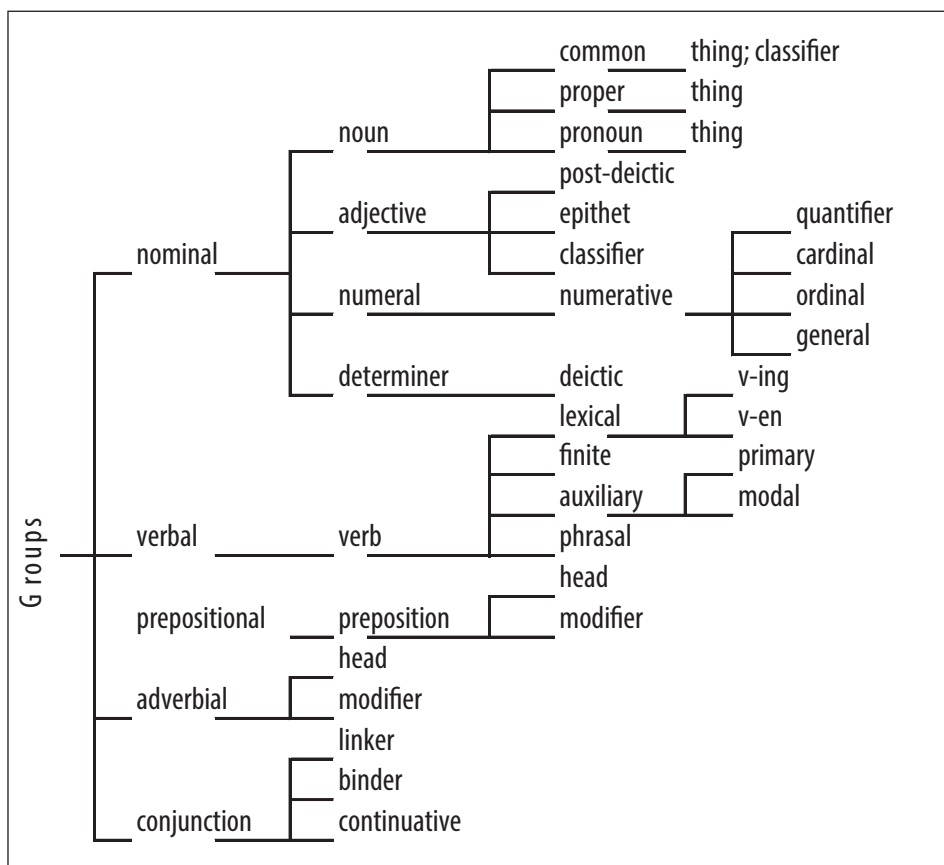 common thing; classifier
proper thing
noun pronoun thing
post-deictic
adjective epithet quantifier
nominal classifier cardinal
numeral numerative ordinal
general
determiner deictic v-ing
lexical v-en
finite primary
auxiliary modal
Groups verbal verb phrasal
head
prepositional preposition modifier
head
adverbial modifier
linker
binder
conjunction continuative